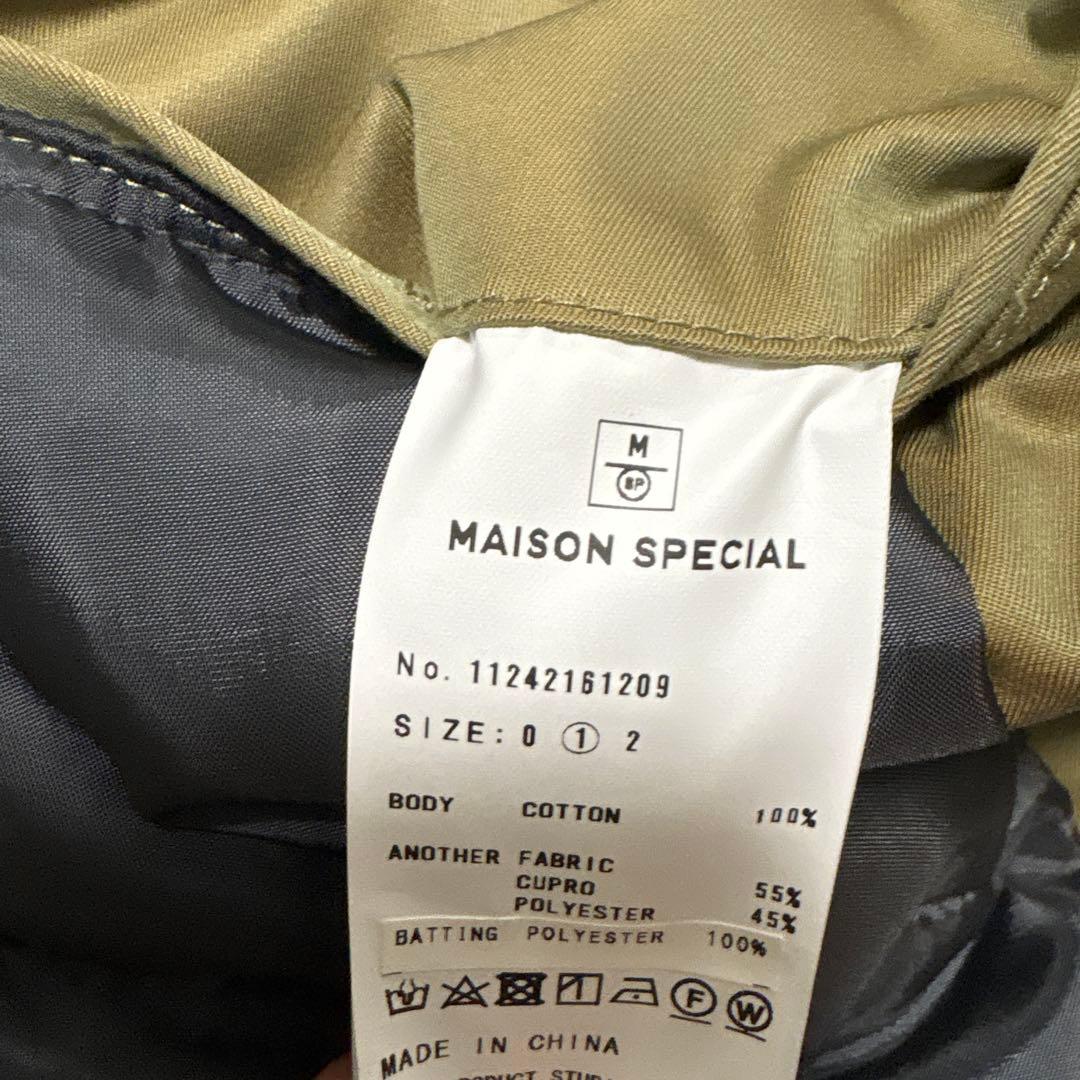 M
SP
MAISON SPECIAL
No. 11242161209
SIZE: 0 ① 2
BODY COTTON 100%
ANOTHER FABRIC
CUPRO 55%
POLYESTER 45%
BATTING POLYESTER 100%
F W
MADE IN CHINA
PRODUCT